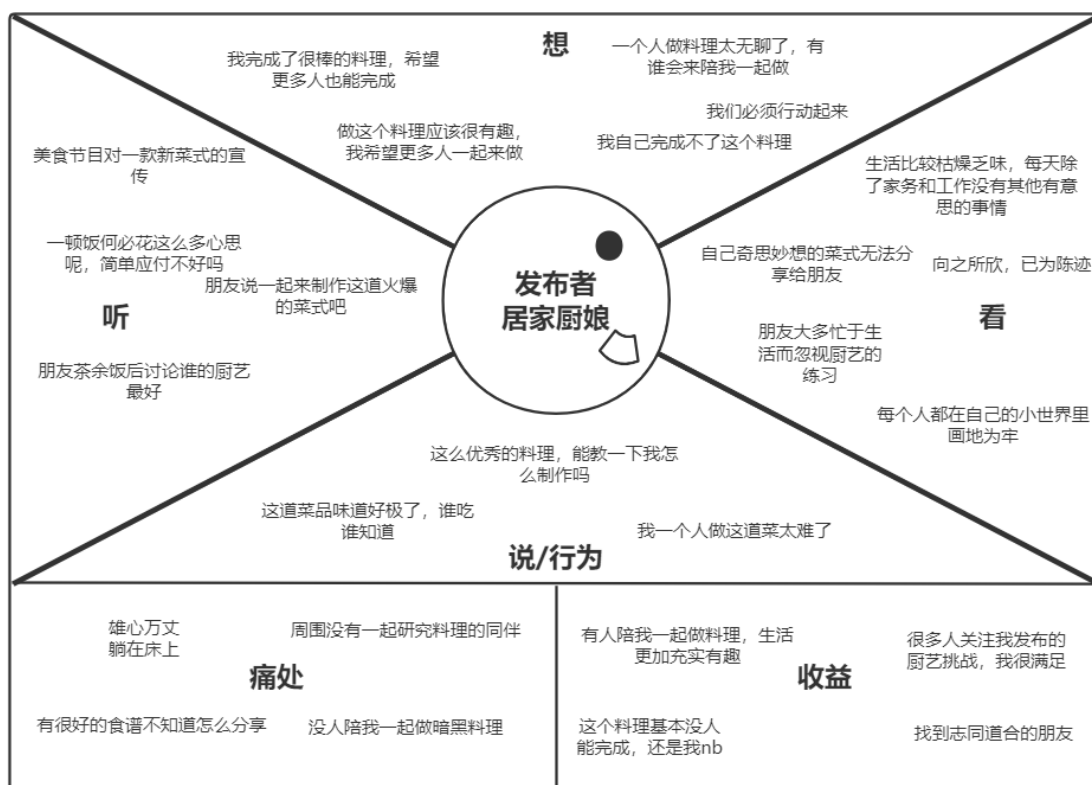 想
我完成了很棒的料理，希望
更多人也能完成
一个人做料理太无聊了，有
谁会来陪我一起做
做这个料理应该很有趣，
我希望更多人一起来做
我们必须行动起来
我自己完成不了这个料理
美食节目对一款新菜式的宣
传
一顿饭何必花这么多心思
呢，简单应付不好吗
朋友说一起来制作这道火爆
的菜式吧
听
朋友茶余饭后讨论谁的厨艺
最好
发布者
居家厨娘
生活比较枯燥乏味，每天除
了家务和工作没有其他有意
思的事情
自己奇思妙想的菜式无法分
享给朋友
向之所欣，已为陈迹
看
朋友大多忙于生
活而忽视厨艺的
练习
每个人都在自己的小世界里
画地为牢
这么优秀的料理，能教一下我怎
么制作吗
这道菜品味道好极了，谁吃
谁知道
我一个人做这道菜太难了
说/行为
雄心万丈
躺在床上
周围没有一起研究料理的同伴
痛处
有很好的食谱不知道怎么分享
没人陪我一起做暗黑料理
有人陪我一起做料理，生活
更加充实有趣
很多人关注我发布的
厨艺挑战，我很满足
收益
这个料理基本没人
能完成，还是我nb
找到志同道合的朋友